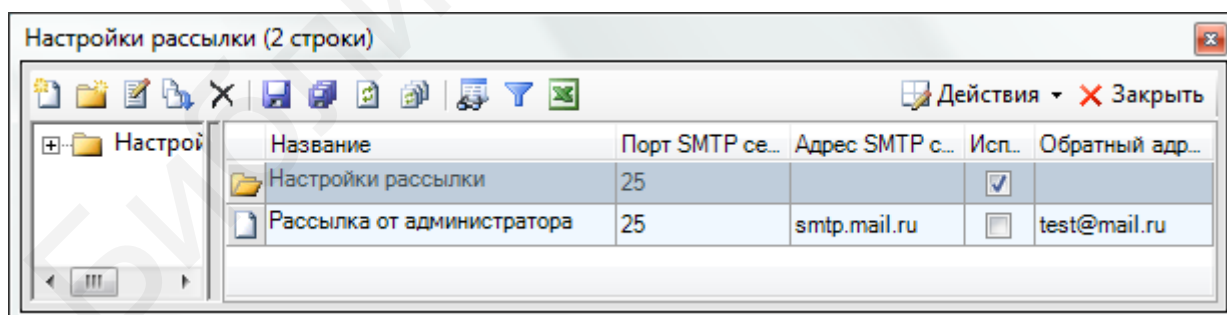 Настройки рассылки (2 строки)
Действия Закрыть
Настрой
Название Порт SMTP се... Адрес SMTP с... Исп... Обратный адр...
Настройки рассылки 25
Рассылка от администратора 25 smtp.mail.ru test@mail.ru